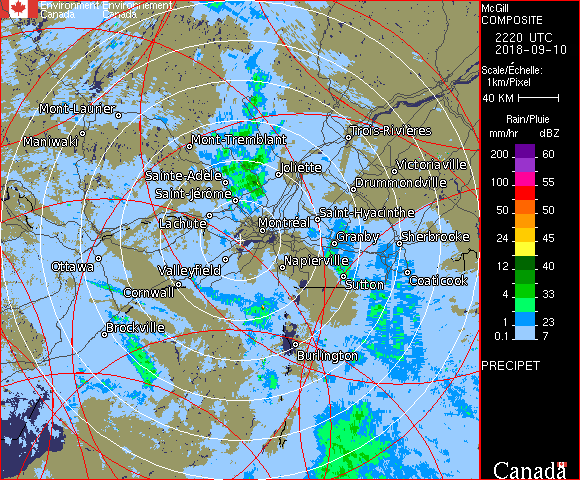 Environment Environnement
Canada Canada
McGill
COMPOSITE
2220 UTC
2018-09-10
Scale/Échelle:
1km/Pixel
40 KM
Rain/Pluie
mm/hr dBZ
200 60
100 55
50 50
24 45
12 40
4 33
1 23
0.1 7
PRECIPET
Canada
Mont-Laurier
Maniwaki
Mont-Tremblant
Trois-Rivières
Joliette
Victoriaville
Sainte-Adèle
Drummondville
Saint-Jérôme
Lachute
Saint-Hyacinthe
Montréal
Granby
Sherbrooke
Ottawa
Valleyfield
Napierville
Coaticook
Cornwall
Sutton
Brockville
Burlington